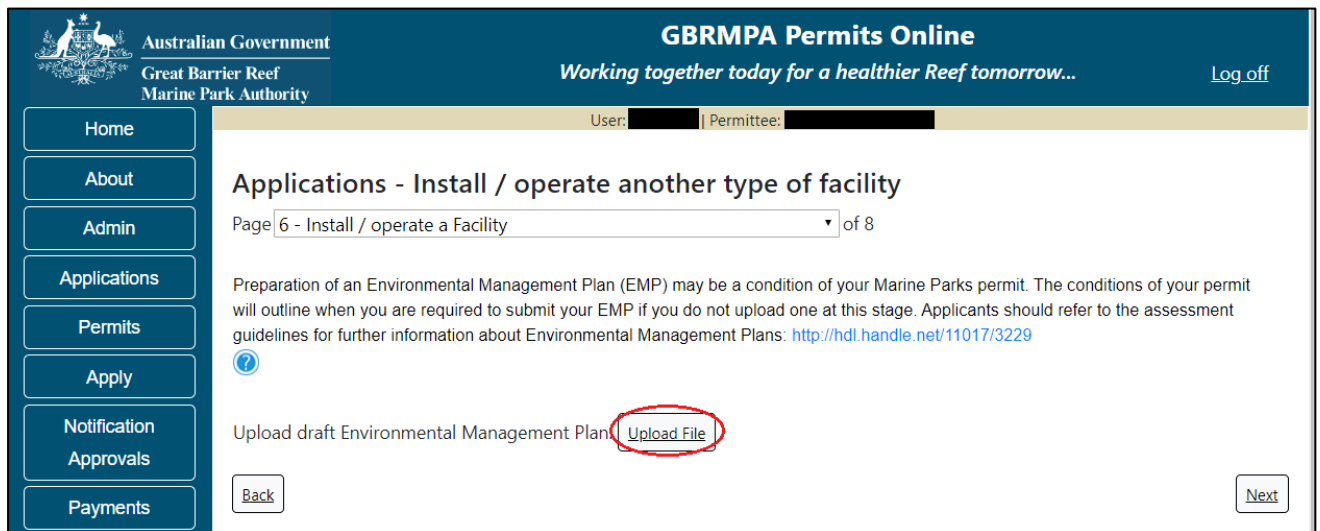 Australian Government
Great Barrier Reef
Marine Park Authority
GBRMPA Permits Online
Working together today for a healthier Reef tomorrow...
Log off
User: | Permittee:
Home
About
Admin
Applications
Permits
Apply
Notification
Approvals
Payments
Applications - Install / operate another type of facility
Page 6 - Install / operate a Facility of 8
Preparation of an Environmental Management Plan (EMP) may be a condition of your Marine Parks permit. The conditions of your permit
will outline when you are required to submit your EMP if you do not upload one at this stage. Applicants should refer to the assessment
guidelines for further information about Environmental Management Plans: http://hdl.handle.net/11017/3229
?
Upload draft Environmental Management Plan: Upload File
Back
Next